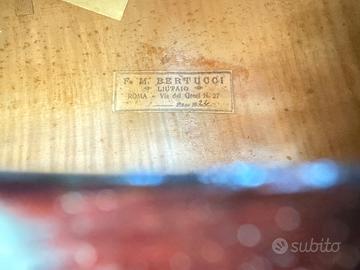 F. M. BERTUCCI
LIUTAIO
ROMA - Via dei Greci N. 27
subito